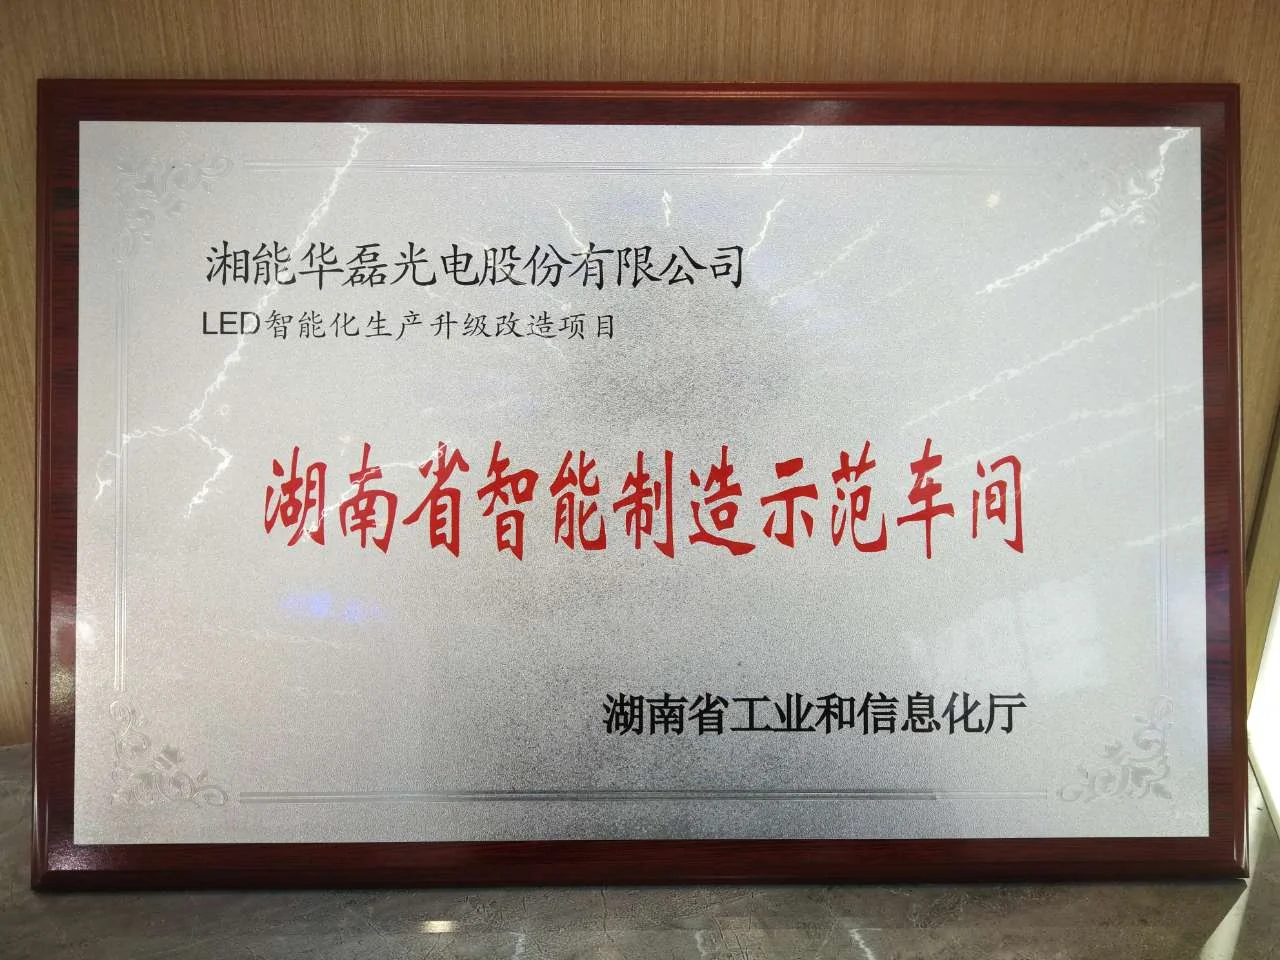 湘能华磊光电股份有限公司
LED智能化生产升级改造项目
湖南省智能制造示范车间
湖南省工业和信息化厅